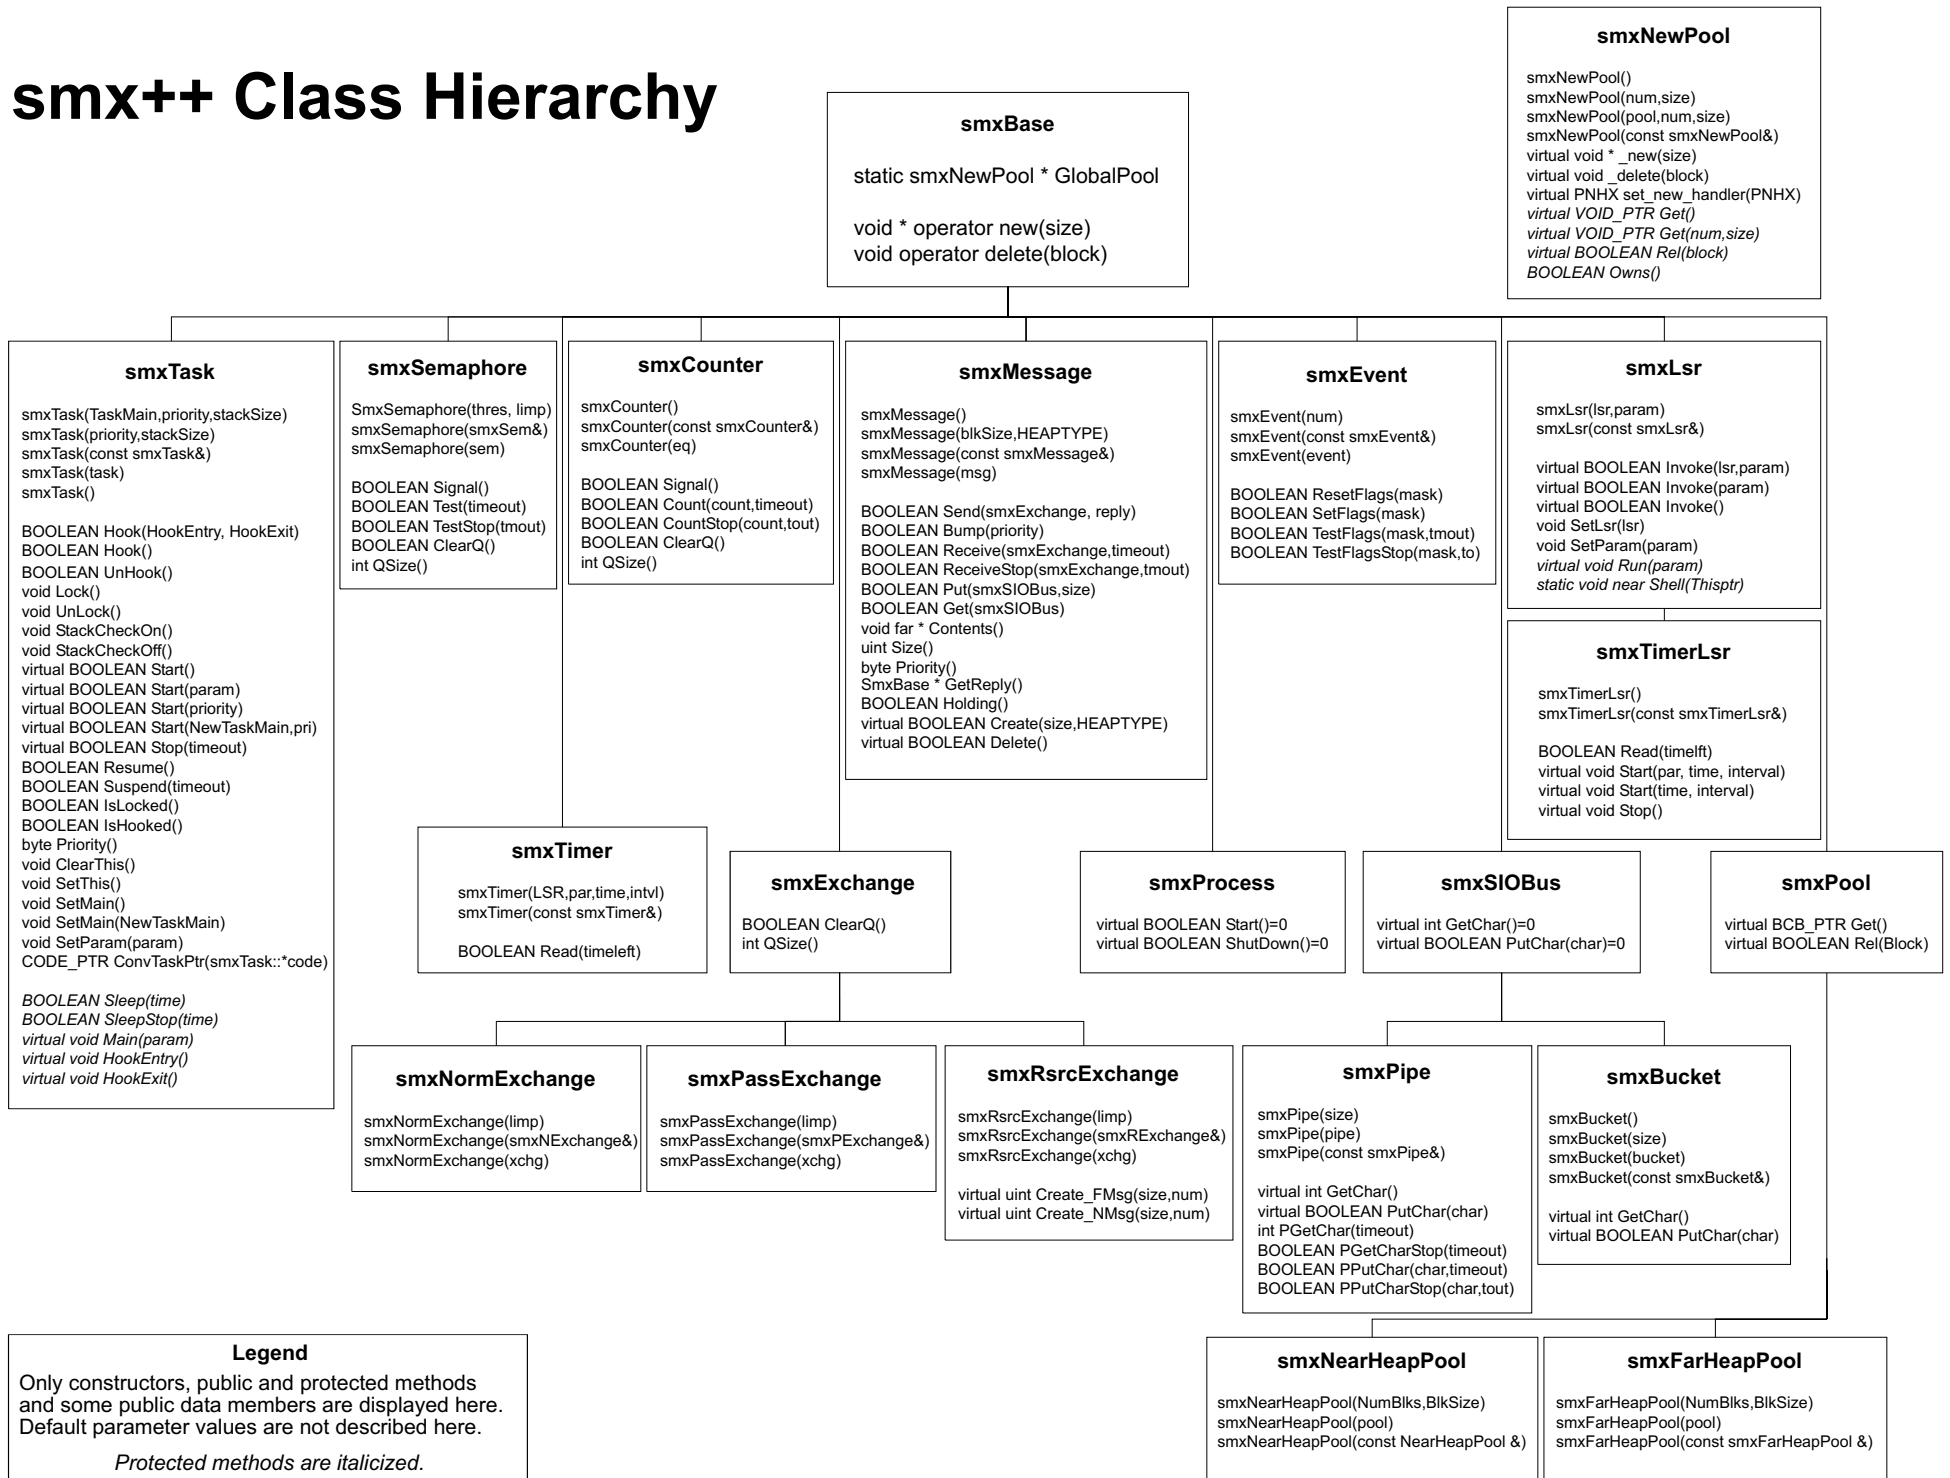 smx++ Class Hierarchy
smxBase
static smxNewPool * GlobalPool
void * operator new(size)
void operator delete(block)
smxNewPool
smxNewPool()
smxNewPool(num,size)
smxNewPool(pool,num,size)
smxNewPool(const smxNewPool&)
virtual void * _new(size)
virtual void _delete(block)
virtual PNHX set_new_handler(PNHX)
virtual VOID_PTR Get()
virtual VOID_PTR Get(num,size)
virtual BOOLEAN Rel(block)
BOOLEAN Owns()
smxTask
smxTask(TaskMain,priority,stackSize)
smxTask(priority,stackSize)
smxTask(const smxTask&)
smxTask(task)
smxTask()
BOOLEAN Hook(HookEntry, HookExit)
BOOLEAN Hook()
BOOLEAN UnHook()
void Lock()
void UnLock()
void StackCheckOn()
void StackCheckOff()
virtual BOOLEAN Start()
virtual BOOLEAN Start(param)
virtual BOOLEAN Start(priority)
virtual BOOLEAN Start(NewTaskMain,pri)
virtual BOOLEAN Stop(timeout)
BOOLEAN Resume()
BOOLEAN Suspend(timeout)
BOOLEAN IsLocked()
BOOLEAN IsHooked()
byte Priority()
void ClearThis()
void SetThis()
void SetMain()
void SetMain(NewTaskMain)
void SetParam(param)
CODE_PTR ConvTaskPtr(smxTask::*code)
BOOLEAN Sleep(time)
BOOLEAN SleepStop(time)
virtual void Main(param)
virtual void HookEntry()
virtual void HookExit()
smxSemaphore
SmxSemaphore(thres, limp)
smxSemaphore(smxSem&)
smxSemaphore(sem)
BOOLEAN Signal()
BOOLEAN Test(timeout)
BOOLEAN TestStop(tmout)
BOOLEAN ClearQ()
int QSize()
smxCounter
smxCounter()
smxCounter(const smxCounter&)
smxCounter(eq)
BOOLEAN Signal()
BOOLEAN Count(count,timeout)
BOOLEAN CountStop(count,tout)
BOOLEAN ClearQ()
int QSize()
smxMessage
smxMessage()
smxMessage(blkSize,HEAPTYPE)
smxMessage(const smxMessage&)
smxMessage(msg)
BOOLEAN Send(smxExchange, reply)
BOOLEAN Bump(priority)
BOOLEAN Receive(smxExchange,timeout)
BOOLEAN ReceiveStop(smxExchange,tmout)
BOOLEAN Put(smxSIOBus,size)
BOOLEAN Get(smxSIOBus)
void far * Contents()
uint Size()
byte Priority()
SmxBase * GetReply()
BOOLEAN Holding()
virtual BOOLEAN Create(size,HEAPTYPE)
virtual BOOLEAN Delete()
smxEvent
smxEvent(num)
smxEvent(const smxEvent&)
smxEvent(event)
BOOLEAN ResetFlags(mask)
BOOLEAN SetFlags(mask)
BOOLEAN TestFlags(mask,tmout)
BOOLEAN TestFlagsStop(mask,to)
smxLsr
smxLsr(lsr,param)
smxLsr(const smxLsr&)
virtual BOOLEAN Invoke(lsr,param)
virtual BOOLEAN Invoke(param)
virtual BOOLEAN Invoke()
void SetLsr(lsr)
void SetParam(param)
virtual void Run(param)
static void near Shell(Thisptr)
smxTimerLsr
smxTimerLsr()
smxTimerLsr(const smxTimerLsr&)
BOOLEAN Read(timelft)
virtual void Start(par, time, interval)
virtual void Start(time, interval)
virtual void Stop()
smxTimer
smxTimer(LSR,par,time,intvl)
smxTimer(const smxTimer&)
BOOLEAN Read(timeleft)
smxExchange
BOOLEAN ClearQ()
int QSize()
smxProcess
virtual BOOLEAN Start()=0
virtual BOOLEAN ShutDown()=0
smxSIOBus
virtual int GetChar()=0
virtual BOOLEAN PutChar(char)=0
smxPool
virtual BCB_PTR Get()
virtual BOOLEAN Rel(Block)
smxNormExchange
smxNormExchange(limp)
smxNormExchange(smxNExchange&)
smxNormExchange(xchg)
smxPassExchange
smxPassExchange(limp)
smxPassExchange(smxPExchange&)
smxPassExchange(xchg)
smxRsrcExchange
smxRsrcExchange(limp)
smxRsrcExchange(smxRExchange&)
smxRsrcExchange(xchg)
virtual uint Create_FMsg(size,num)
virtual uint Create_NMsg(size,num)
smxPipe
smxPipe(size)
smxPipe(pipe)
smxPipe(const smxPipe&)
virtual int GetChar()
virtual BOOLEAN PutChar(char)
int PGetChar(timeout)
BOOLEAN PGetCharStop(timeout)
BOOLEAN PPutChar(char,timeout)
BOOLEAN PPutCharStop(char,tout)
smxBucket
smxBucket()
smxBucket(size)
smxBucket(bucket)
smxBucket(const smxBucket&)
virtual int GetChar()
virtual BOOLEAN PutChar(char)
Legend
Only constructors, public and protected methods
and some public data members are displayed here.
Default parameter values are not described here.
Protected methods are italicized.
smxNearHeapPool
smxNearHeapPool(NumBlks,BlkSize)
smxNearHeapPool(pool)
smxNearHeapPool(const NearHeapPool &)
smxFarHeapPool
smxFarHeapPool(NumBlks,BlkSize)
smxFarHeapPool(pool)
smxFarHeapPool(const smxFarHeapPool &)